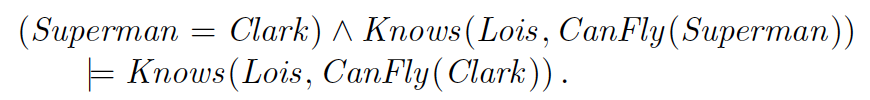 (Superman = Clark) ∧ Knows(Lois, CanFly(Superman))
⊨ Knows(Lois, CanFly(Clark)) .